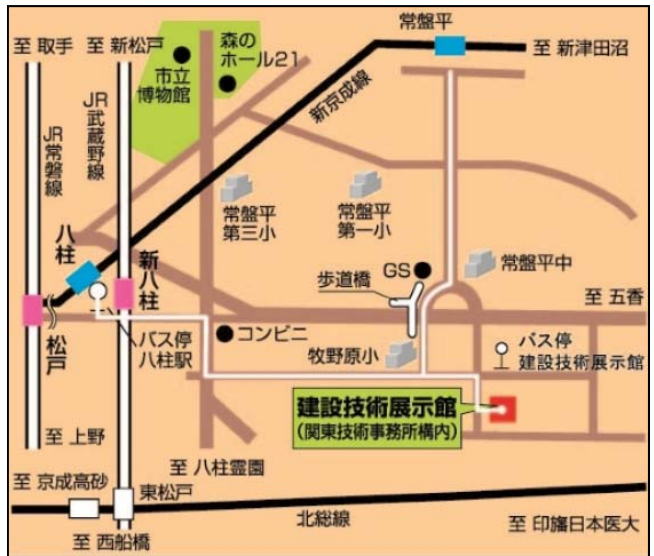 至 取手
至 新松戸
常盤平
至 新津田沼
森の
ホール21
市立
博物館
新京成線
JR武蔵野線
JR常磐線
常盤平
第三小
常盤平
第一小
八柱
新八柱
GS
常盤平中
歩道橋
至 五香
松戸
バス停
八柱駅
コンビニ
牧野原小
バス停
建設技術展示館
建設技術展示館
(関東技術事務所構内)
至 上野
至 八柱霊園
至 京成高砂
東松戸
北総線
至 西船橋
至 印旛日本医大